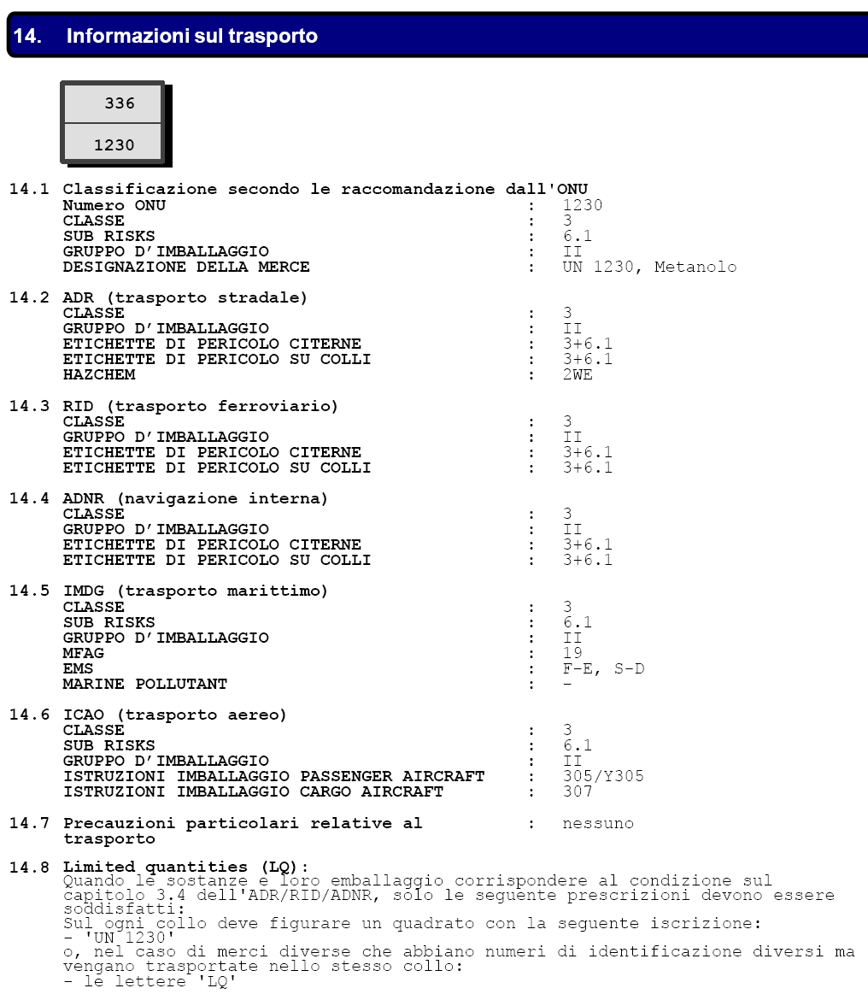 14. Informazioni sul trasporto
336
1230
14.1 Classificazione secondo le raccomandazione dall'ONU
Numero ONU : 1230
CLASSE : 3
SUB RISKS : 6.1
GRUPPO D'IMBALLAGGIO : II
DESIGNAZIONE DELLA MERCE : UN 1230, Metanolo
14.2 ADR (trasporto stradale)
CLASSE : 3
GRUPPO D'IMBALLAGGIO : II
ETICHETTE DI PERICOLO CITERNE : 3+6.1
ETICHETTE DI PERICOLO SU COLLI : 3+6.1
HAZCHEM : 2WE
14.3 RID (trasporto ferroviario)
CLASSE : 3
GRUPPO D'IMBALLAGGIO : II
ETICHETTE DI PERICOLO CITERNE : 3+6.1
ETICHETTE DI PERICOLO SU COLLI : 3+6.1
14.4 ADNR (navigazione interna)
CLASSE : 3
GRUPPO D'IMBALLAGGIO : II
ETICHETTE DI PERICOLO CITERNE : 3+6.1
ETICHETTE DI PERICOLO SU COLLI : 3+6.1
14.5 IMDG (trasporto marittimo)
CLASSE : 3
SUB RISKS : 6.1
GRUPPO D'IMBALLAGGIO : II
MFAG : 19
EMS : F-E, S-D
MARINE POLLUTANT : -
14.6 ICAO (trasporto aereo)
CLASSE : 3
SUB RISKS : 6.1
GRUPPO D'IMBALLAGGIO : II
ISTRUZIONI IMBALLAGGIO PASSENGER AIRCRAFT : 305/Y305
ISTRUZIONI IMBALLAGGIO CARGO AIRCRAFT : 307
14.7 Precauzioni particolari relative al : nessuno
trasporto
14.8 Limited quantities (LQ):
Quando le sostanze e loro emballaggio corrispondere al condizione sul
capitolo 3.4 dell'ADR/RID/ADNR, solo le seguente prescrizioni devono essere
soddisfatti:
Sul ogni collo deve figurare un quadrato con la seguente iscrizione:
- 'UN 1230'
o, nel caso di merci diverse che abbiano numeri di identificazione diversi ma
vengano trasportate nello stesso collo:
- le lettere 'LQ'